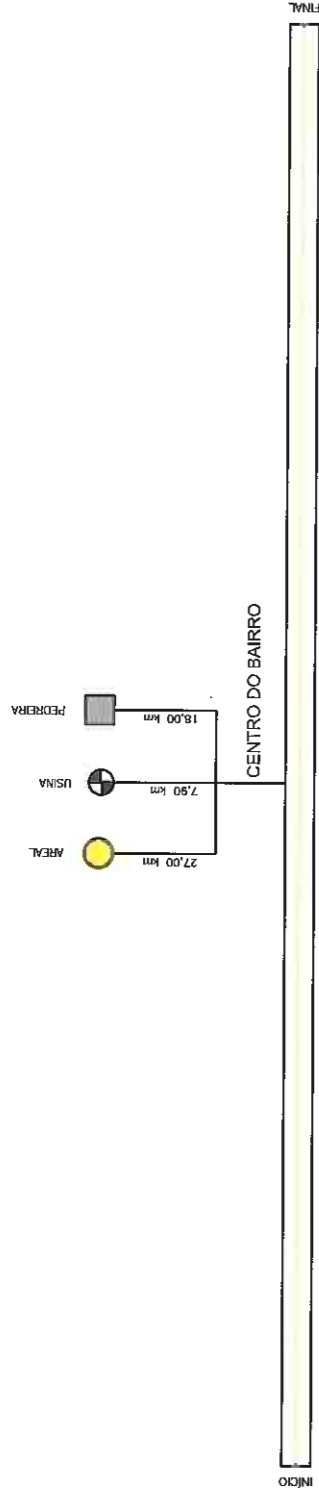 FINAL
PEDREIRA
18,00 km
USINA
7,90 km
AREAL
27,00 km
CENTRO DO BAIRRO
INÍCIO